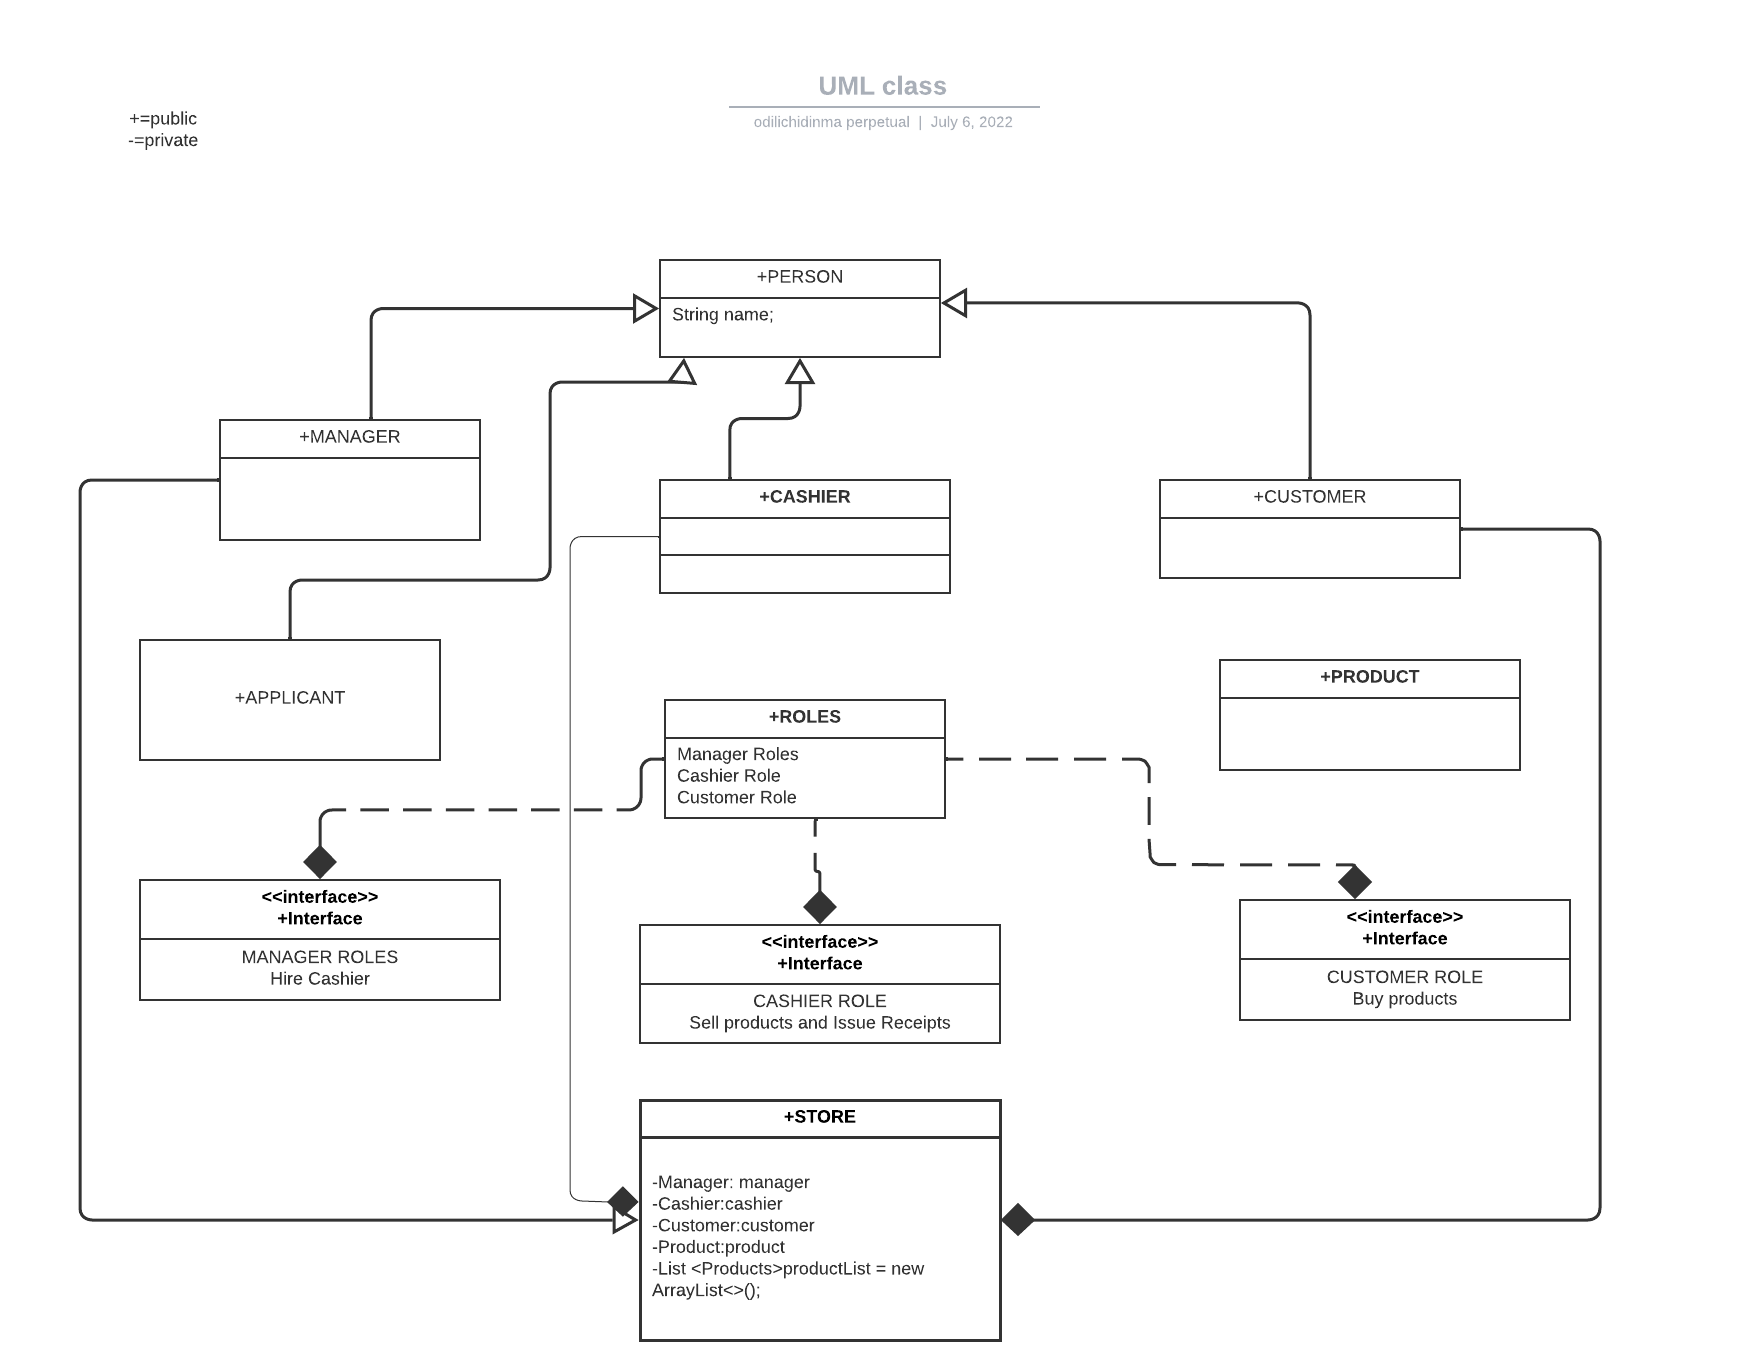 UML class
odilichidinma perpetual | July 6, 2022
+=public
-=private
+PERSON
String name;
+MANAGER
+CASHIER
+CUSTOMER
+APPLICANT
+PRODUCT
+ROLES
Manager Roles
Cashier Role
Customer Role
<<interface>>
+Interface
MANAGER ROLES
Hire Cashier
<<interface>>
+Interface
CASHIER ROLE
Sell products and Issue Receipts
<<interface>>
+Interface
CUSTOMER ROLE
Buy products
+STORE
-Manager: manager
-Cashier:cashier
-Customer:customer
-Product:product
-List <Products>productList = new
ArrayList<>();